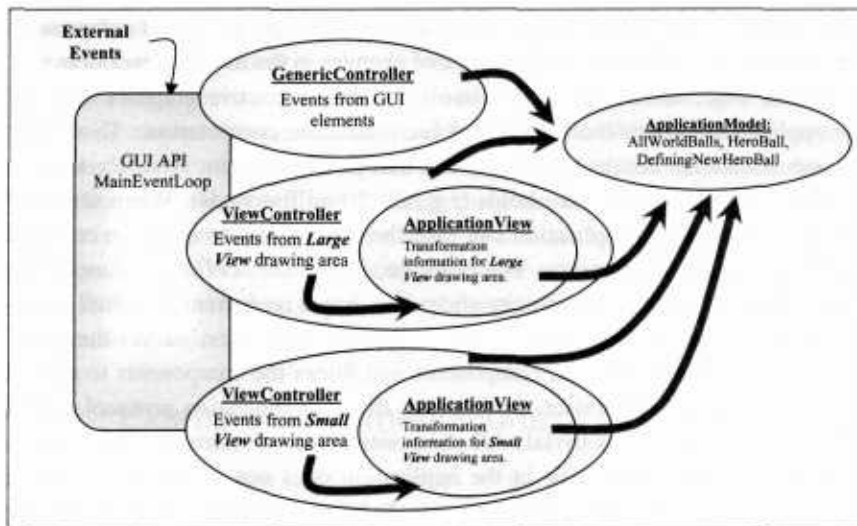 External
Events
GenericController
Events from GUI
elements
ApplicationModel:
AllWorldBalls, HeroBall,
DefiningNewHeroBall
GUI API
MainEventLoop
ViewController
Events from Large
View drawing area
ApplicationView
Transformation
information for Large
View drawing area.
ViewController
Events from Small
View drawing area
ApplicationView
Transformation
information for Small
View drawing area.